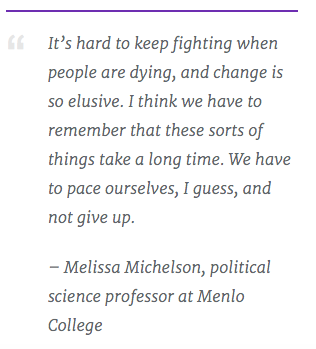 “
It’s hard to keep fighting when
people are dying, and change is
so elusive. I think we have to
remember that these sorts of
things take a long time. We have
to pace ourselves, I guess, and
not give up.
– Melissa Michelson, political
science professor at Menlo
College